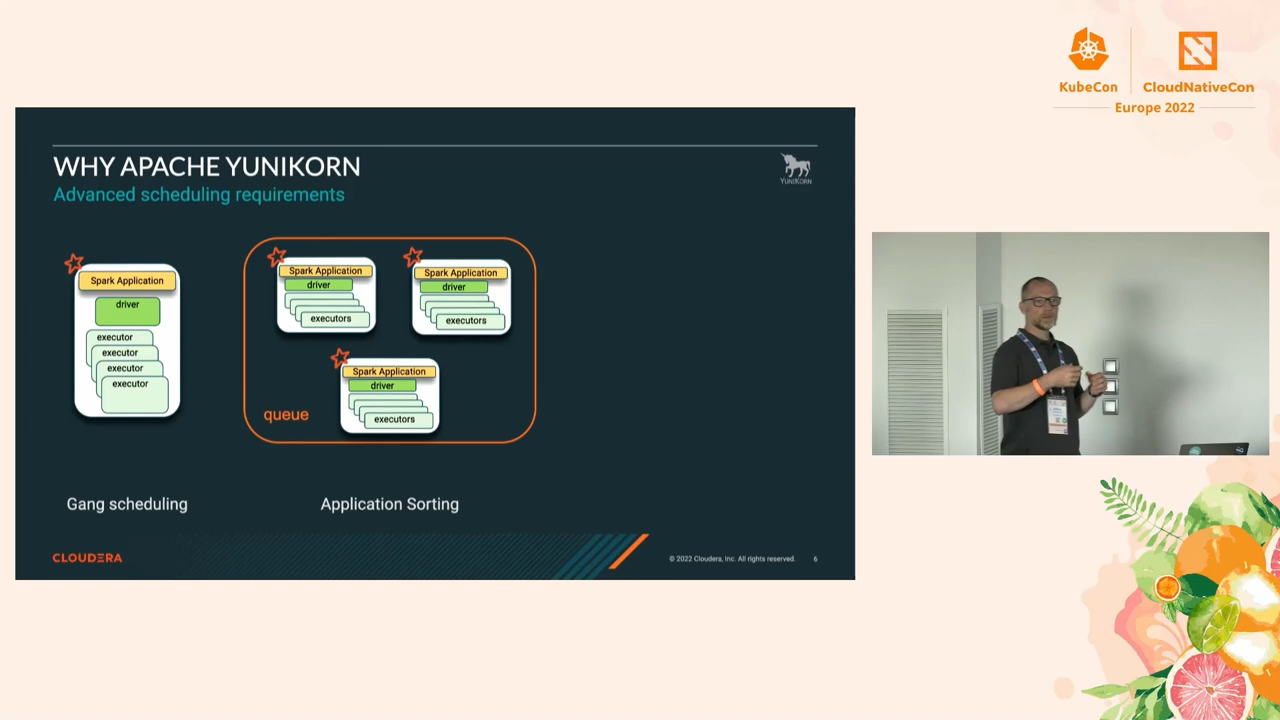 KubeCon
CloudNativeCon
Europe 2022
WHY APACHE YUNIKORN
Advanced scheduling requirements
YUNIKORN
Spark Application
driver
executor
executor
executor
executor
Spark Application
driver
executors
Spark Application
driver
executors
Spark Application
driver
executors
queue
Gang scheduling
Application Sorting
CLOUDERA
© 2022 Cloudera, Inc. All rights reserved.
6